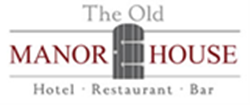 The Old
MANOR HOUSE
Hotel · Restaurant · Bar